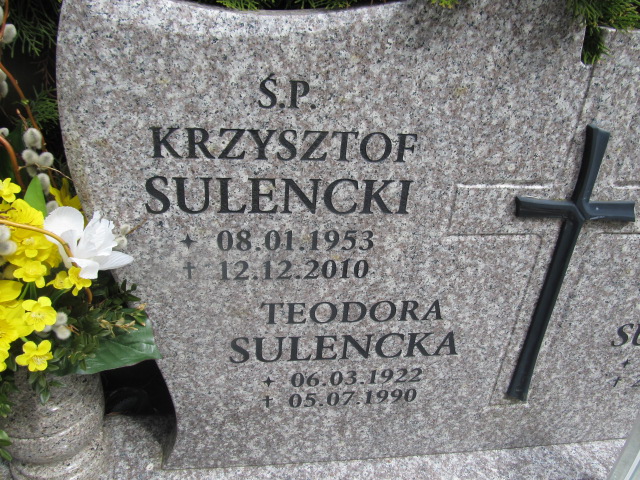 Ś.P.
KRZYSZTOF
SULENCKI
08.01.1953
12.12.2010
TEODORA
SULENCKA
06.03.1922
05.07.1990